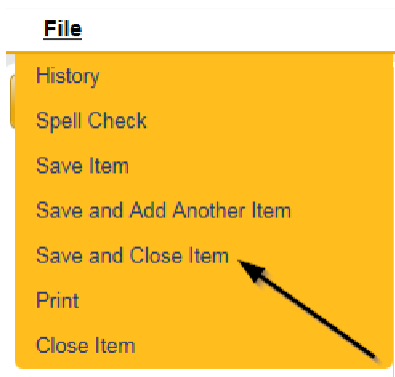 File
History
Spell Check
Save Item
Save and Add Another Item
Save and Close Item
Print
Close Item